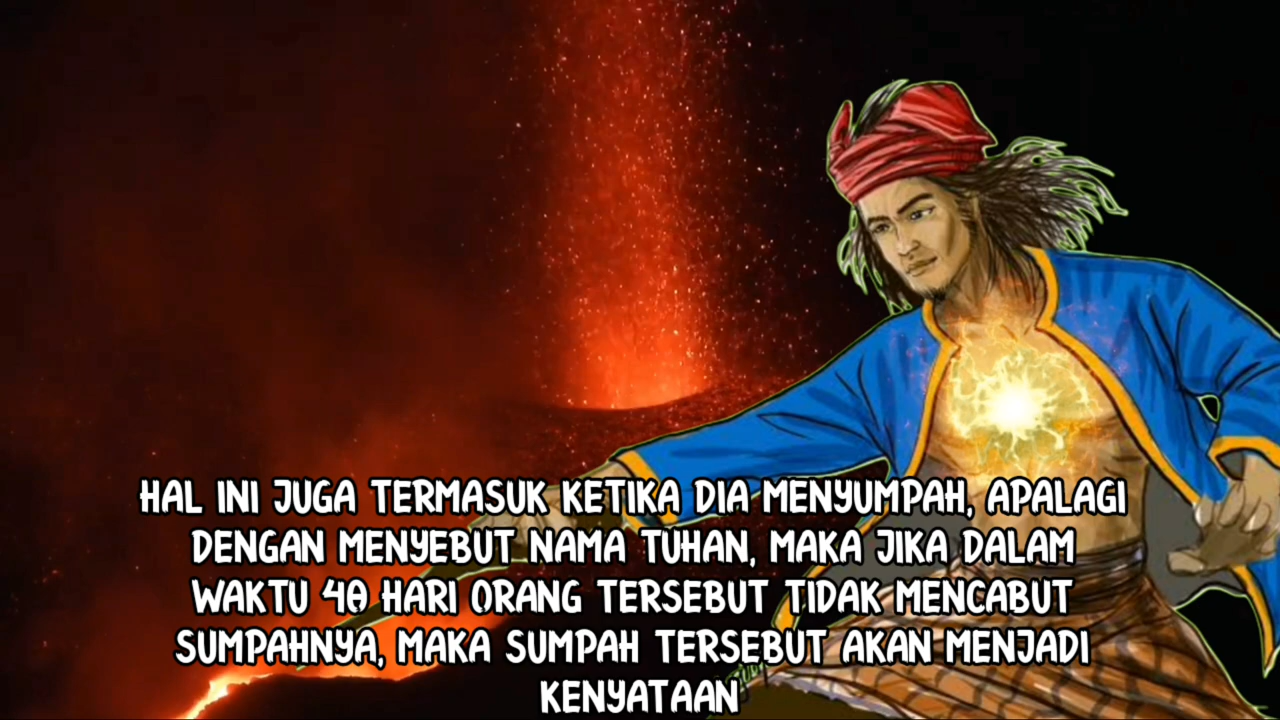 HAL INI JUGA TERMASUK KETIKA DIA MENYUMPAH, APALAGI
DENGAN MENYEBUT NAMA TUHAN, MAKA JIKA DALAM
WAKTU 40 HARI ORANG TERSEBUT TIDAK MENCABUT
SUMPAHNYA, MAKA SUMPAH TERSEBUT AKAN MENJADI
KENYATAAN